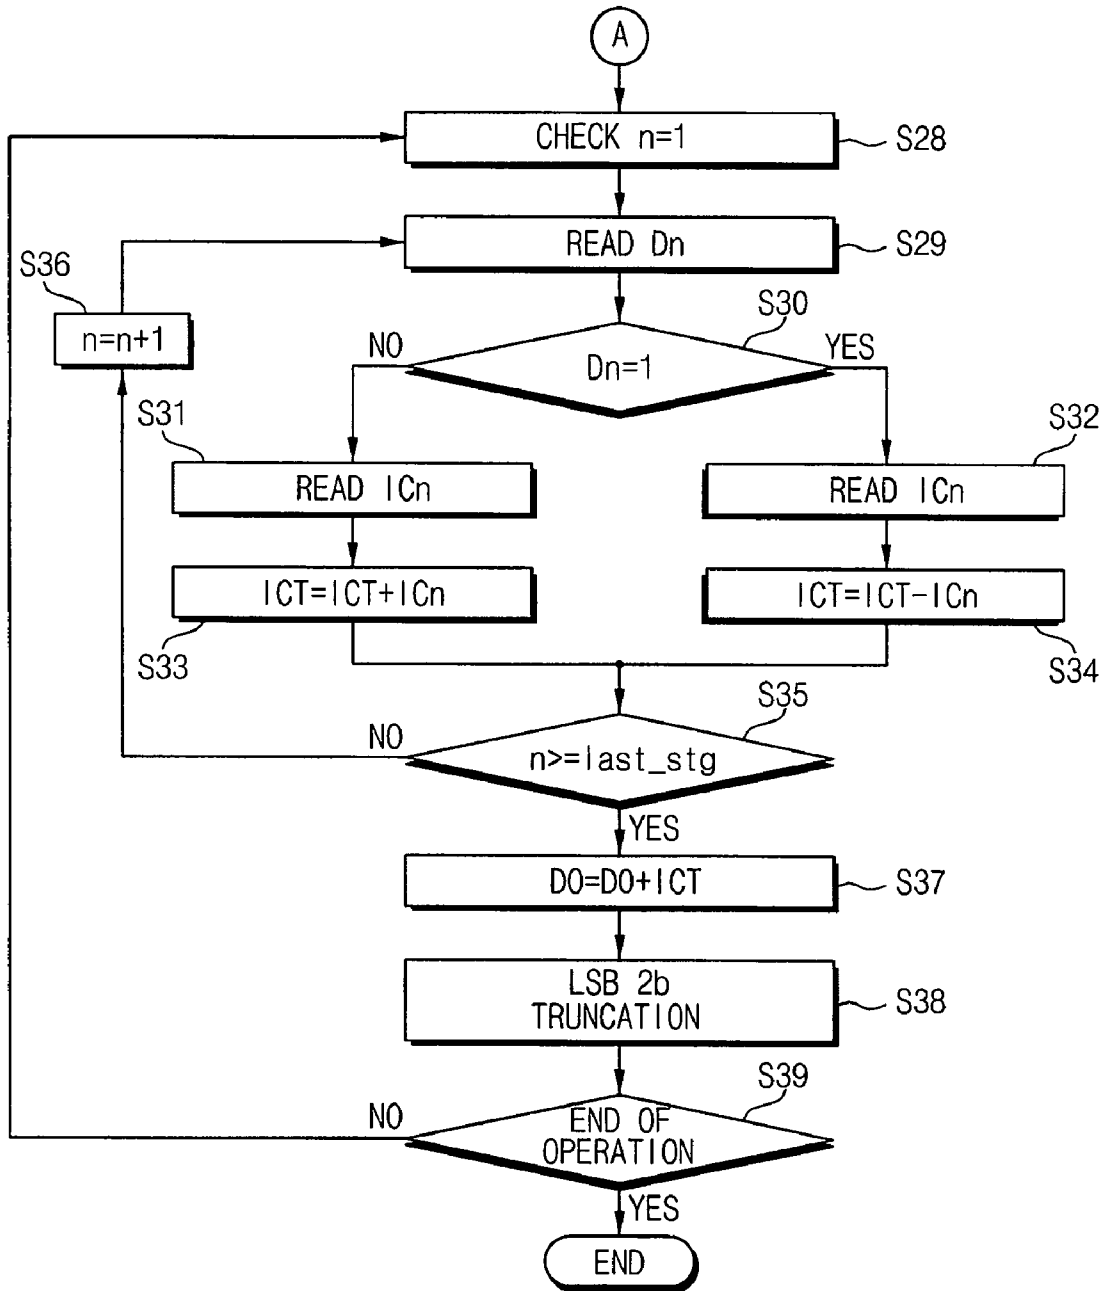 A
CHECK n=1
S28
READ Dn
S29
S36
n=n+1
S30
NO
Dn=1
YES
S31
S32
READ ICn
READ ICn
ICT=ICT+ICn
ICT=ICT-ICn
S33
S34
S35
NO
n>=last_stg
YES
DO=DO+ICT
S37
LSB 2b
TRUNCATION
S38
S39
NO
END OF
OPERATION
YES
END